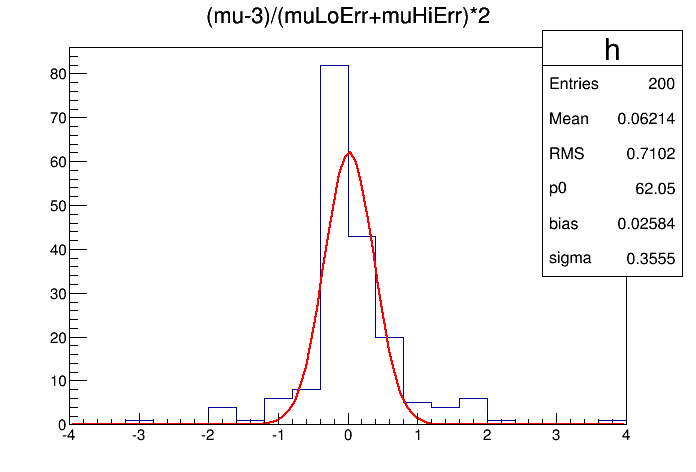 (mu-3)/(muLoErr+muHiErr)*2
h
Entries 200
Mean 0.06214
RMS 0.7102
p0 62.05
bias 0.02584
sigma 0.3555
80
70
60
50
40
30
20
10
0
-4 -3 -2 -1 0 1 2 3 4